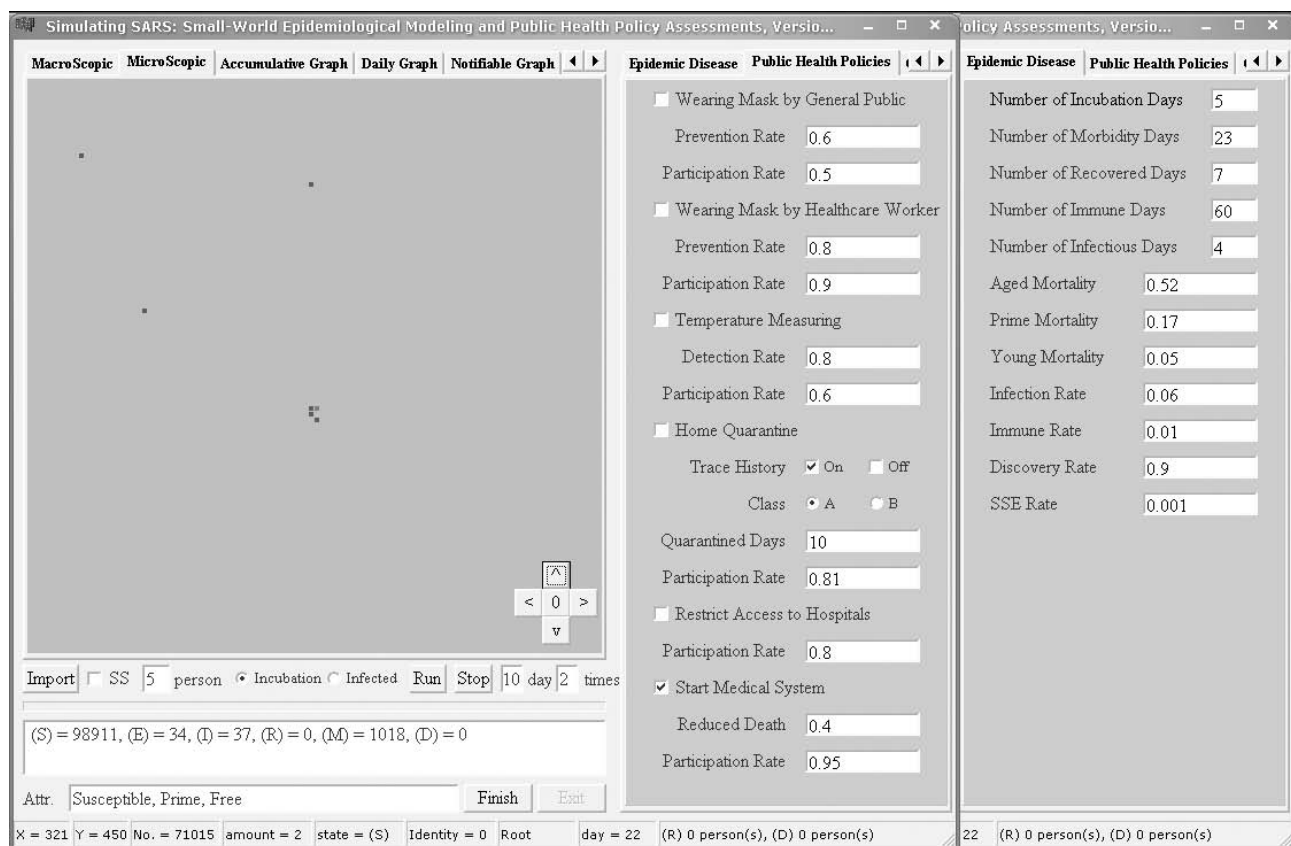 Simulating SARS: Small-World Epidemiological Modeling and Public Health Policy Assessments, Versio...
MacroScopic MicroScopic Accumulative Graph Daily Graph Notifiable Graph
^
< 0 >
v
Import SS 5 person Incubation Infected Run Stop 10 day 2 times
(S) = 98911, (E) = 34, (I) = 37, (R) = 0, (M) = 1018, (D) = 0
Attr. Susceptible, Prime, Free Finish Exit
Epidemic Disease Public Health Policies
Wearing Mask by General Public
Prevention Rate 0.6
Participation Rate 0.5
Wearing Mask by Healthcare Worker
Prevention Rate 0.8
Participation Rate 0.9
Temperature Measuring
Detection Rate 0.8
Participation Rate 0.6
Home Quarantine
Trace History On Off
Class A B
Quarantined Days 10
Participation Rate 0.81
Restrict Access to Hospitals
Participation Rate 0.8
Start Medical System
Reduced Death 0.4
Participation Rate 0.95
X = 321 Y = 450 No. = 71015 amount = 2 state = (S) Identity = 0 Root day = 22 (R) 0 person(s), (D) 0 person(s)
olicy Assessments, Versio...
Epidemic Disease Public Health Policies
Number of Incubation Days 5
Number of Morbidity Days 23
Number of Recovered Days 7
Number of Immune Days 60
Number of Infectious Days 4
Aged Mortality 0.52
Prime Mortality 0.17
Young Mortality 0.05
Infection Rate 0.06
Immune Rate 0.01
Discovery Rate 0.9
SSE Rate 0.001
22 (R) 0 person(s), (D) 0 person(s)